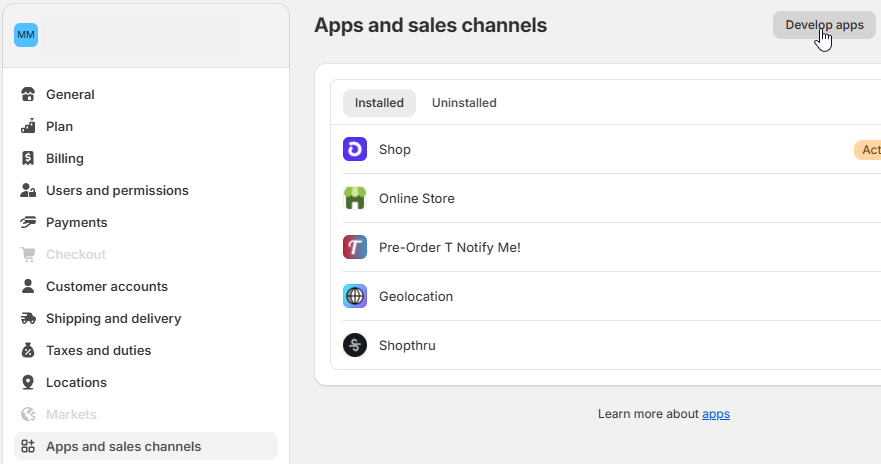 MM
General
Plan
Billing
Users and permissions
Payments
Checkout
Customer accounts
Shipping and delivery
Taxes and duties
Locations
Markets
Apps and sales channels
Apps and sales channels
Develop apps
Installed Uninstalled
Shop
Act
Online Store
Pre-Order T Notify Me!
Geolocation
Shopthru
Learn more about apps